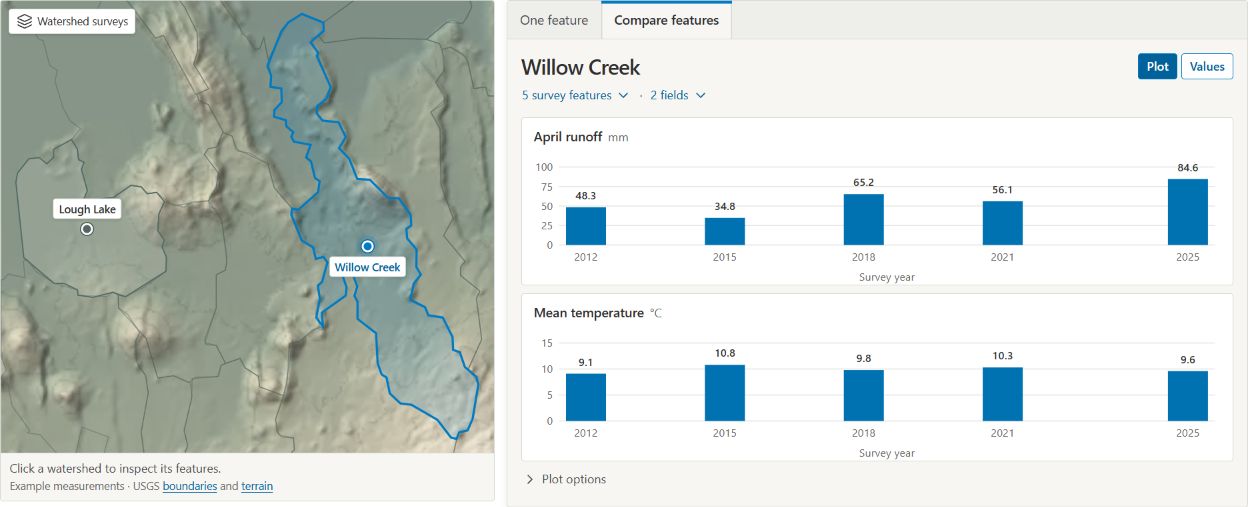 Watershed surveys
Lough Lake
Willow Creek
Click a watershed to inspect its features.
Example measurements · USGS boundaries and terrain
One feature Compare features
Willow Creek
Plot Values
5 survey features · 2 fields
April runoff mm
100
75
50
25
0
48.3 34.8 65.2 56.1 84.6
2012 2015 2018 2021 2025
Survey year
Mean temperature °C
15
10
5
0
9.1 10.8 9.8 10.3 9.6
2012 2015 2018 2021 2025
Survey year
Plot options